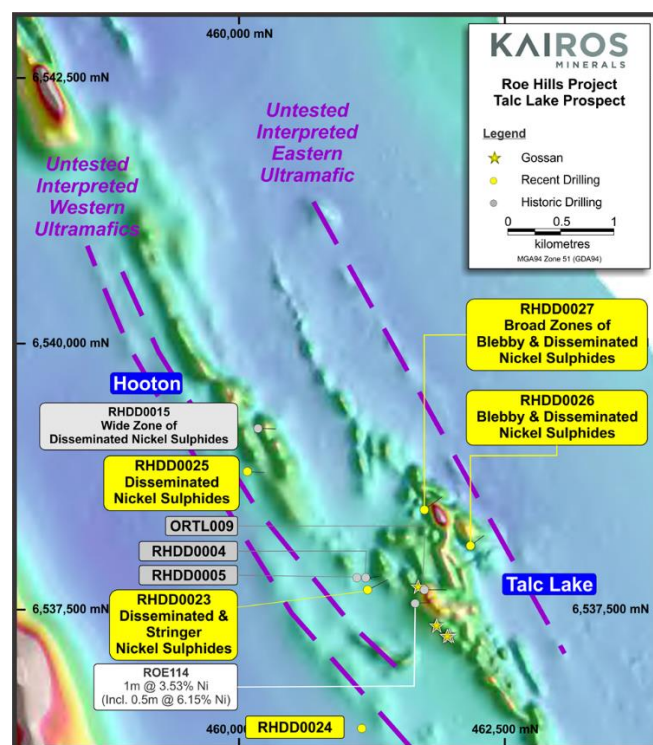 460,000 mN
6,542,500 mN
KAIROS
MINERALS
Roe Hills Project
Talc Lake Prospect
Legend
Gossan
Recent Drilling
Historic Drilling
0 0.5 1
kilometres
MGA94 Zone 51 (GDA94)
Untested
Interpreted
Eastern
Ultramafic
Untested
Interpreted
Western
Ultramafics
RHDD0027
Broad Zones of
Blebby & Disseminated
Nickel Sulphides
6,540,000 mN
Hooton
RHDD0026
Blebby & Disseminated
Nickel Sulphides
RHDD0015
Wide Zone of
Disseminated Nickel Sulphides
RHDD0025
Disseminated
Nickel Sulphides
ORTL009
RHDD0004
RHDD0005
Talc Lake
RHDD0023
Disseminated &
Stringer
Nickel Sulphides
6,537,500 mN
6,537,500 mN
ROE114
1m @ 3.53% Ni
(Incl. 0.5m @ 6.15% Ni)
460,000 mN
RHDD0024
462,500 mN